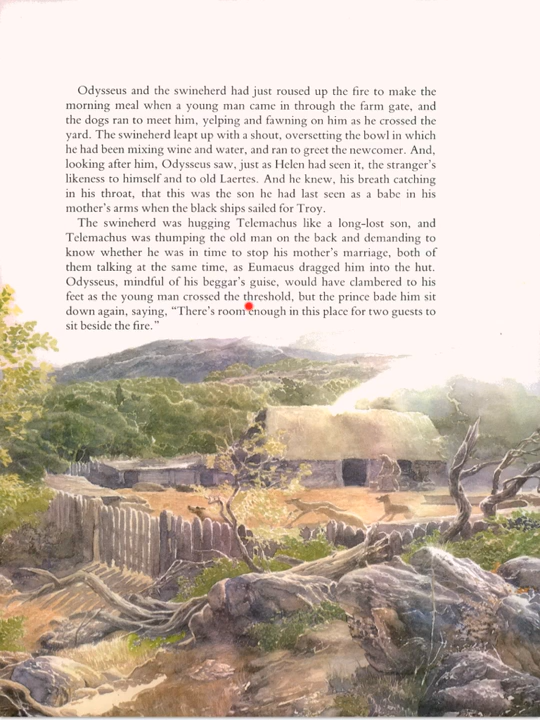 Odysseus and the swineherd had just roused up the fire to make the
morning meal when a young man came in through the farm gate, and
the dogs ran to meet him, yelping and fawning on him as he crossed the
yard. The swineherd leapt up with a shout, oversetting the bowl in which
he had been mixing wine and water, and ran to greet the newcomer. And,
looking after him, Odysseus saw, just as Helen had seen it, the stranger’s
likeness to himself and to old Laertes. And he knew, his breath catching
in his throat, that this was the son he had last seen as a babe in his
mother’s arms when the black ships sailed for Troy.
The swineherd was hugging Telemachus like a long-lost son, and
Telemachus was thumping the old man on the back and demanding to
know whether he was in time to stop his mother’s marriage, both of
them talking at the same time, as Eumaeus dragged him into the hut.
Odysseus, mindful of his beggar’s guise, would have clambered to his
feet as the young man crossed the threshold, but the prince bade him sit
down again, saying, “There’s room enough in this place for two guests to
sit beside the fire.”